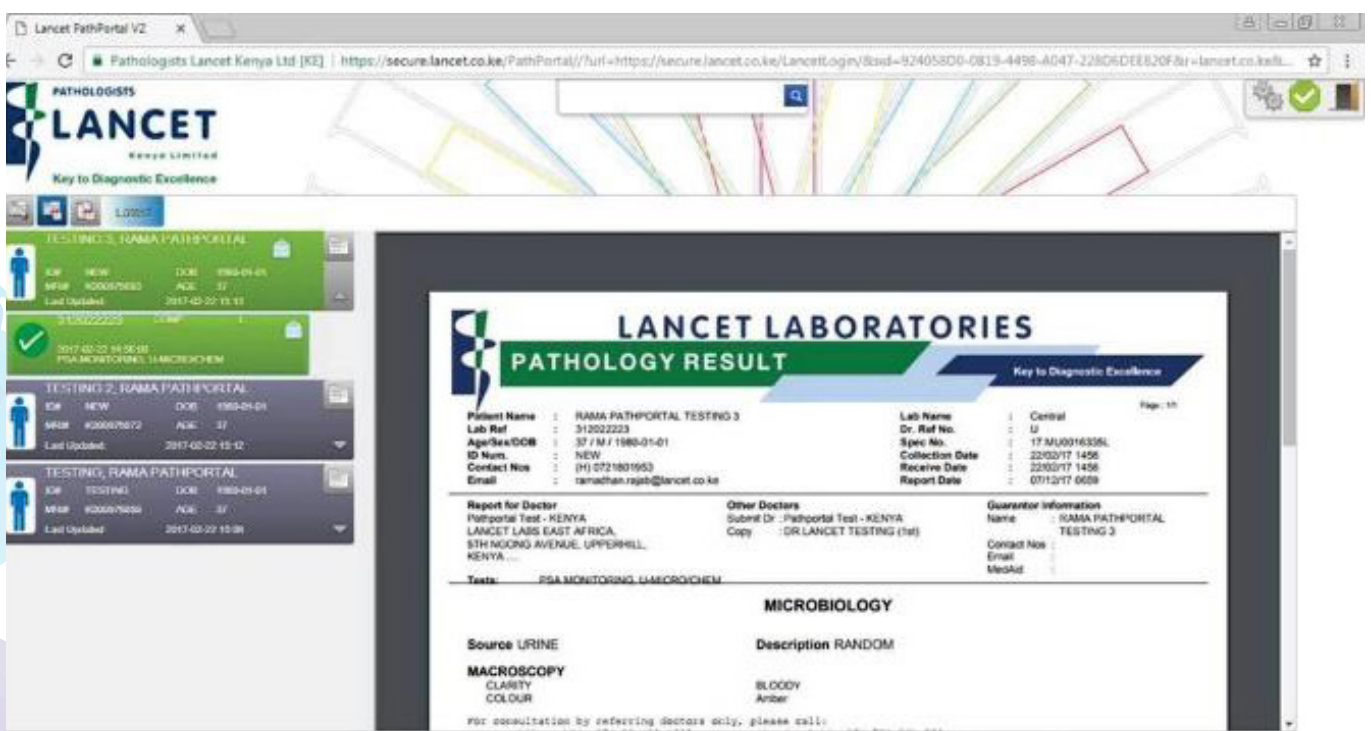 Lancet PathPortal V2
Pathologists Lancet Kenya Ltd [KE] | https://secure.lancet.co.ke/PathPortal//?url=https://secure.lancet.co.ke/LancetLogin/
PATHOLOGISTS
LANCET
Kenya Limited
Key to Diagnostic Excellence
Latest
TESTING 3, RAMA PATHPORTAL
ID# NEW DOB 1980-01-01
MR# AGE 37
Last Updated: 2017-02-22 15:13
312022223 COMP
2017-02-22 14:56:00
PSA MONITORING, U-MICRO/CHEM
TESTING 2, RAMA PATHPORTAL
ID# NEW DOB 1980-01-01
MR# AGE 37
Last Updated: 2017-02-22 15:12
TESTING, RAMA PATHPORTAL
ID# TESTING DOB 1980-01-01
MR# AGE 37
Last Updated: 2017-02-22 15:08
LANCET LABORATORIES
PATHOLOGY RESULT
Key to Diagnostic Excellence
Page : 1/1
Patient Name : RAMA PATHPORTAL TESTING 3
Lab Name : Central
Lab Ref : 312022223
Dr. Ref No. : U
Age/Sex/DOB : 37 / M / 1980-01-01
Spec No. : 17:MU0016335L
ID Num. : NEW
Collection Date : 22/02/17 1456
Contact Nos : (H) 0721801953
Receive Date : 22/02/17 1456
Email : ramadhan.rajab@lancet.co.ke
Report Date : 07/12/17 0659
Report for Doctor
Other Doctors
Guarantor Information
Pathportal Test - KENYA
Submit Dr : Pathportal Test - KENYA
Name : RAMA PATHPORTAL
LANCET LABS EAST AFRICA,
Copy : DR LANCET TESTING (1st)
TESTING 3
5TH NGONG AVENUE, UPPERHILL,
Contact Nos :
KENYA ....
Email :
MedAid :
Tests: PSA MONITORING, U-MICRO/CHEM
MICROBIOLOGY
Source URINE
Description RANDOM
MACROSCOPY
CLARITY BLOODY
COLOUR Amber
For consultation by referring doctors only, please call: